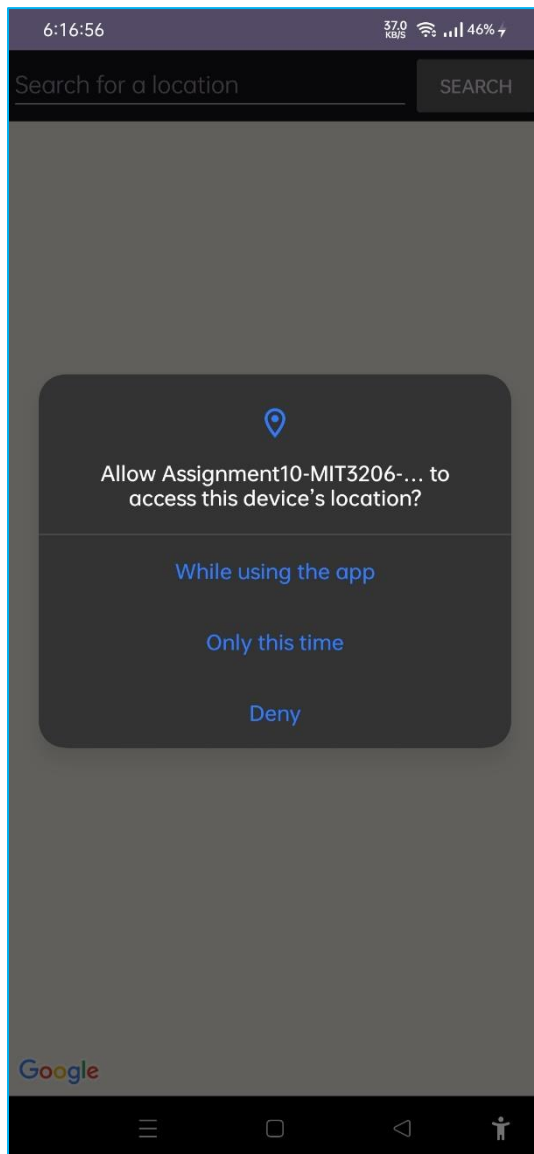 6:16:56 37.0 KB/S 46%
Search for a location SEARCH
Allow Assignment10-MIT3206-... to
access this device's location?
While using the app
Only this time
Deny
Google